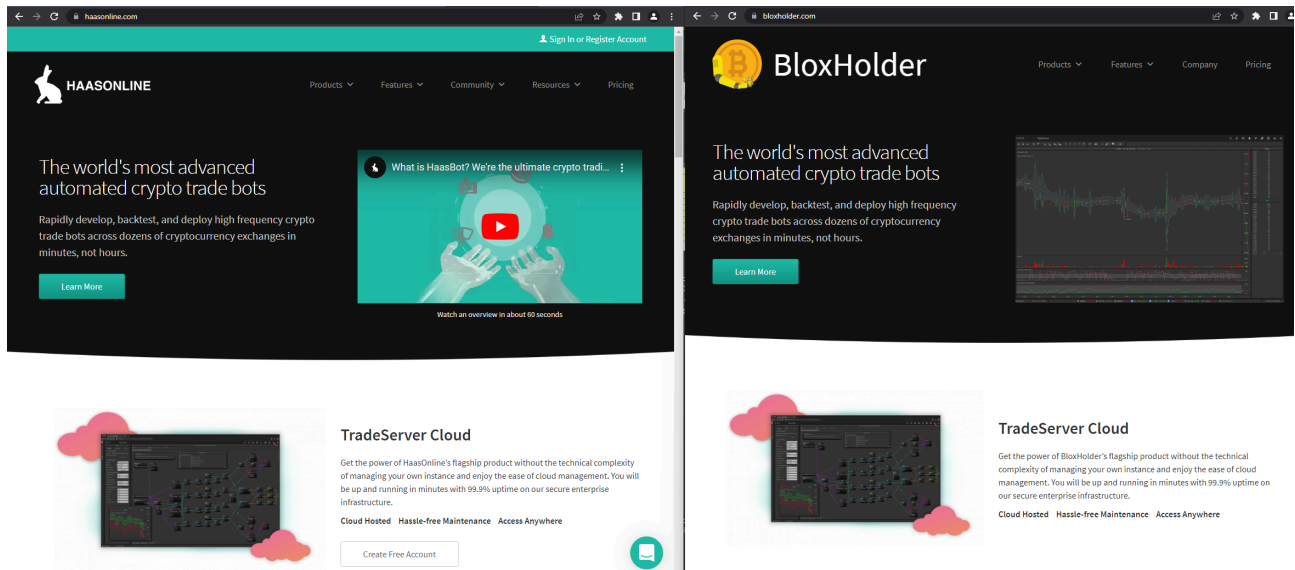 haasonline.com
Sign In or Register Account
HAASONLINE
Products
Features
Community
Resources
Pricing
The world's most advanced
automated crypto trade bots
Rapidly develop, backtest, and deploy high frequency crypto
trade bots across dozens of cryptocurrency exchanges in
minutes, not hours.
Learn More
What is HaasBot? We're the ultimate crypto tradi...
Watch an overview in about 60 seconds
TradeServer Cloud
Get the power of HaasOnline's flagship product without the technical complexity
of managing your own instance and enjoy the ease of cloud management. You will
be up and running in minutes with 99.9% uptime on our secure enterprise
infrastructure.
Cloud Hosted Hassle-free Maintenance Access Anywhere
Create Free Account
bloxholder.com
BloxHolder
Products
Features
Company
Pricing
The world's most advanced
automated crypto trade bots
Rapidly develop, backtest, and deploy high frequency
crypto trade bots across dozens of cryptocurrency
exchanges in minutes, not hours.
Learn More
TradeServer Cloud
Get the power of BloxHolder's flagship product without the technical
complexity of managing your own instance and enjoy the ease of cloud
management. You will be up and running in minutes with 99.9% uptime on
our secure enterprise infrastructure.
Cloud Hosted Hassle-free Maintenance Access Anywhere